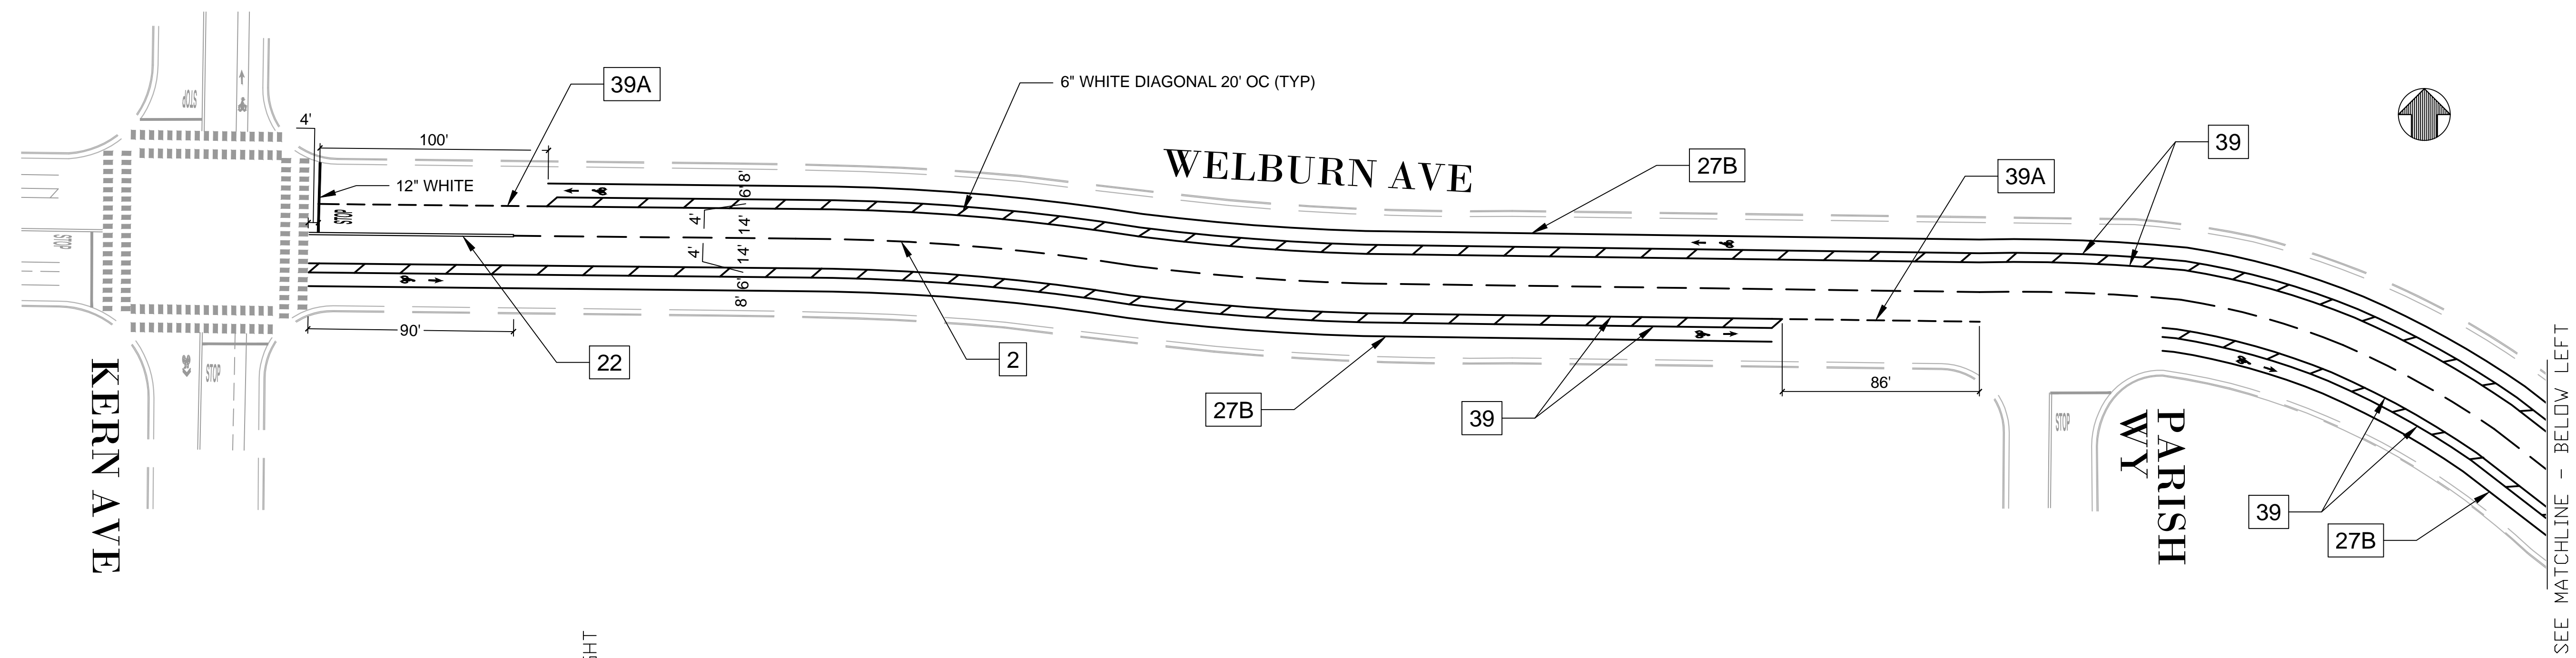 STOP
4'
100'
39A
6" WHITE DIAGONAL 20' OC (TYP)
WELBURN AVE
27B
39A
39
12" WHITE
STOP
STOP
8'
6'
4'
14'
4'
14'
6'
8'
90'
22
2
27B
39
86'
STOP
KERN AVE
STOP
PARISH
WY
39
27B
SEE MATCHLINE - BELOW LEFT